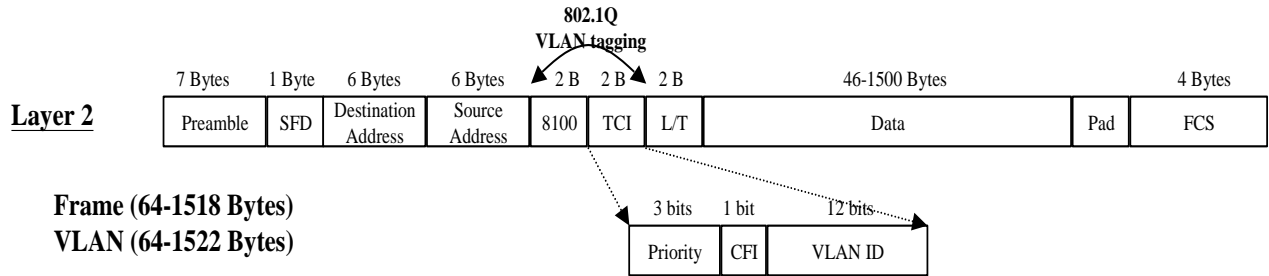 802.1Q
VLAN tagging
7 Bytes 1 Byte 6 Bytes 6 Bytes 2 B 2 B 2 B 46-1500 Bytes 4 Bytes
Layer 2 Preamble SFD Destination Address Source Address 8100 TCI L/T Data Pad FCS
Frame (64-1518 Bytes)
VLAN (64-1522 Bytes)
3 bits 1 bit 12 bits
Priority CFI VLAN ID